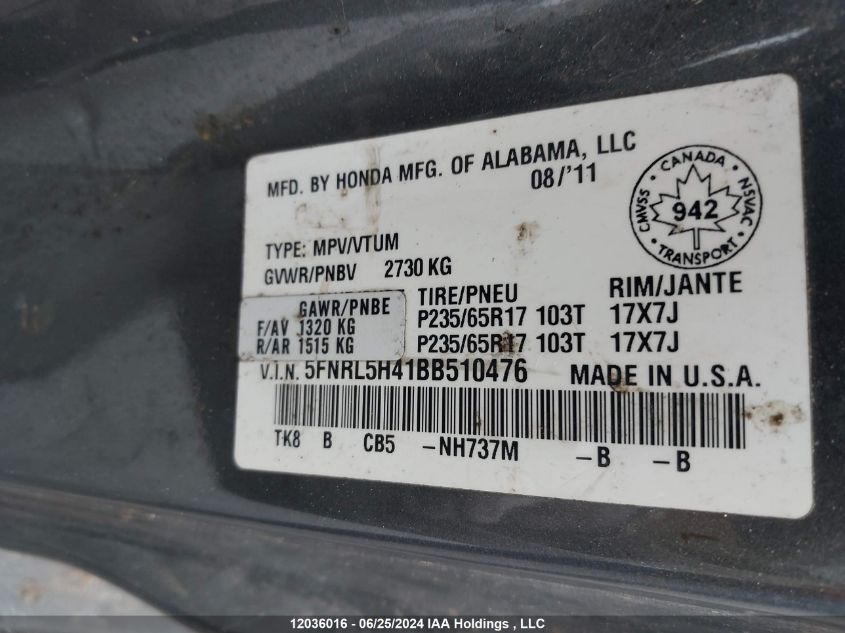 MFD. BY HONDA MFG. OF ALABAMA, LLC
08/'11
CANADA
CMVSS 942 NSVAC
TRANSPORT
TYPE: MPV/VTUM
GVWR/PNBV 2730 KG
GAWR/PNBE TIRE/PNEU RIM/JANTE
F/AV 1320 KG P235/65R17 103T 17X7J
R/AR 1515 KG P235/65R17 103T 17X7J
V.I.N. 5FNRL5H41BB510476 MADE IN U.S.A.
TK8 B CB5 -NH737M -B -B
12036016 - 06/25/2024 IAA Holdings , LLC